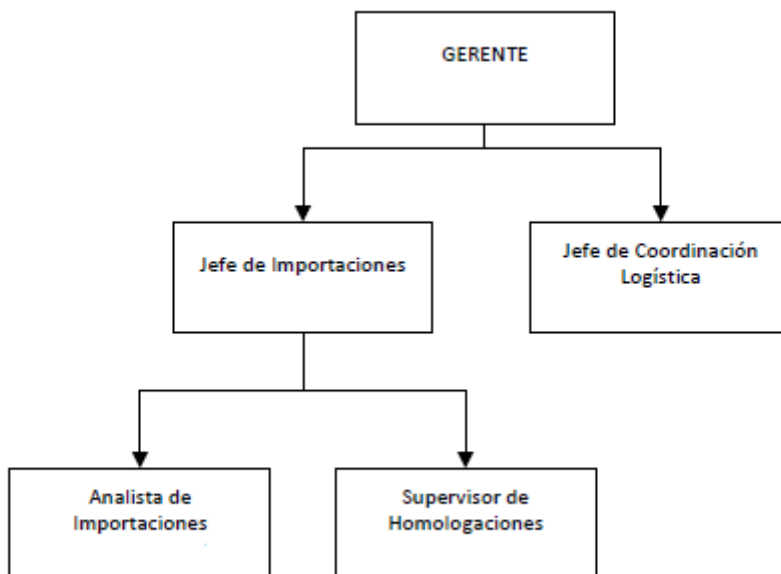 GERENTE
Jefe de Importaciones
Jefe de Coordinación
Logística
Analista de
Importaciones
Supervisor de
Homologaciones